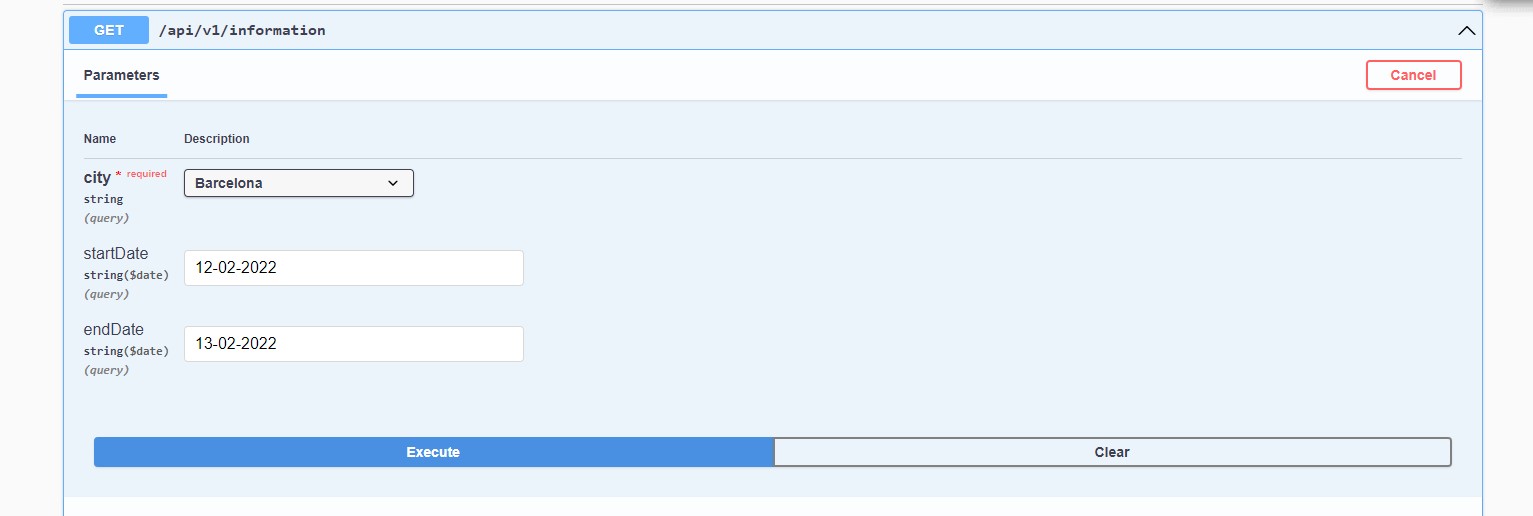 GET /api/v1/information
Parameters
Cancel
Name Description
city * required
string
(query)
Barcelona
startDate
string($date)
(query)
12-02-2022
endDate
string($date)
(query)
13-02-2022
Execute
Clear